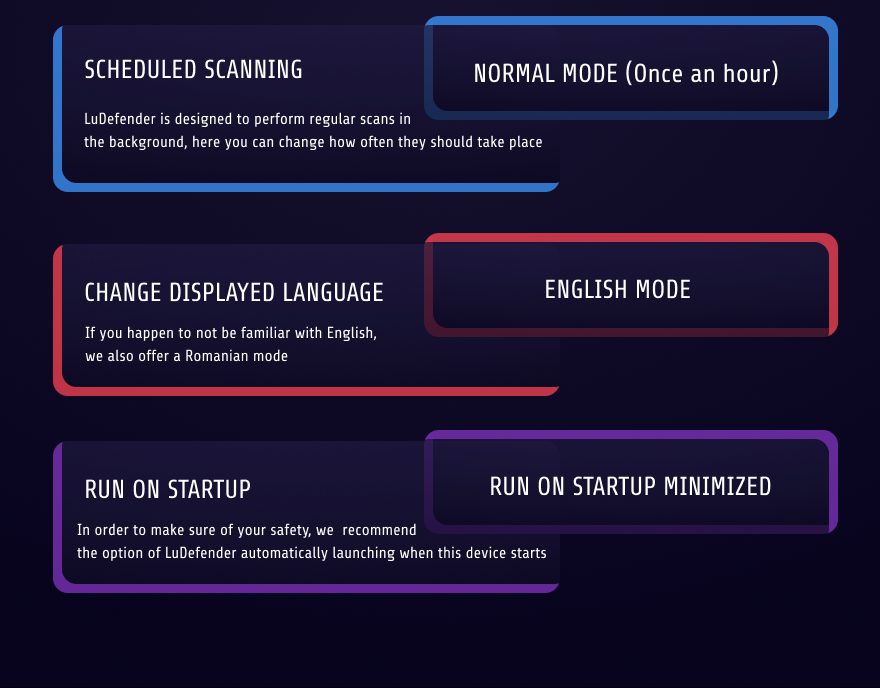 SCHEDULED SCANNING
NORMAL MODE (Once an hour)
LuDefender is designed to perform regular scans in
the background, here you can change how often they should take place
CHANGE DISPLAYED LANGUAGE
ENGLISH MODE
If you happen to not be familiar with English,
we also offer a Romanian mode
RUN ON STARTUP
RUN ON STARTUP MINIMIZED
In order to make sure of your safety, we  recommend
the option of LuDefender automatically launching when this device starts